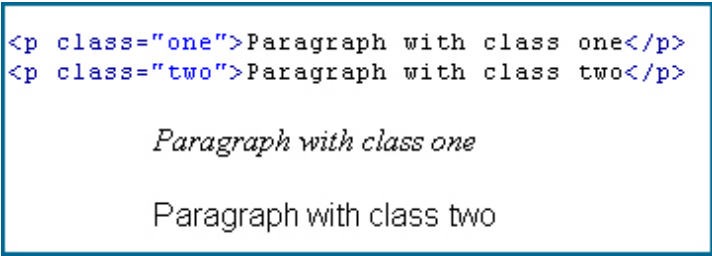 <p class="one">Paragraph with class one</p>
<p class="two">Paragraph with class two</p>
Paragraph with class one
Paragraph with class two